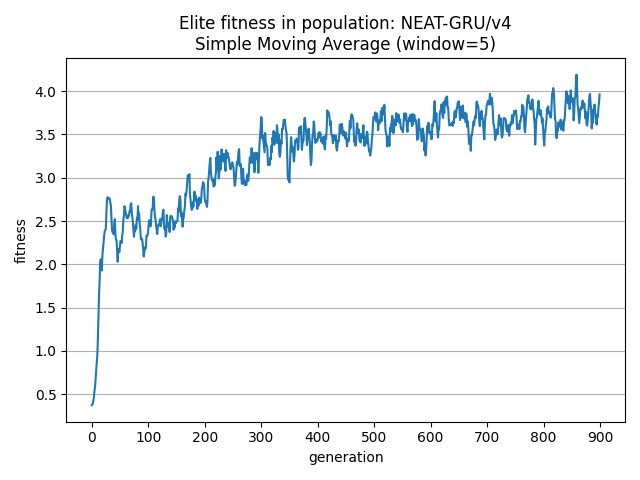 Elite fitness in population: NEAT-GRU/v4
Simple Moving Average (window=5)
fitness
4.0
3.5
3.0
2.5
2.0
1.5
1.0
0.5
0 100 200 300 400 500 600 700 800 900
generation